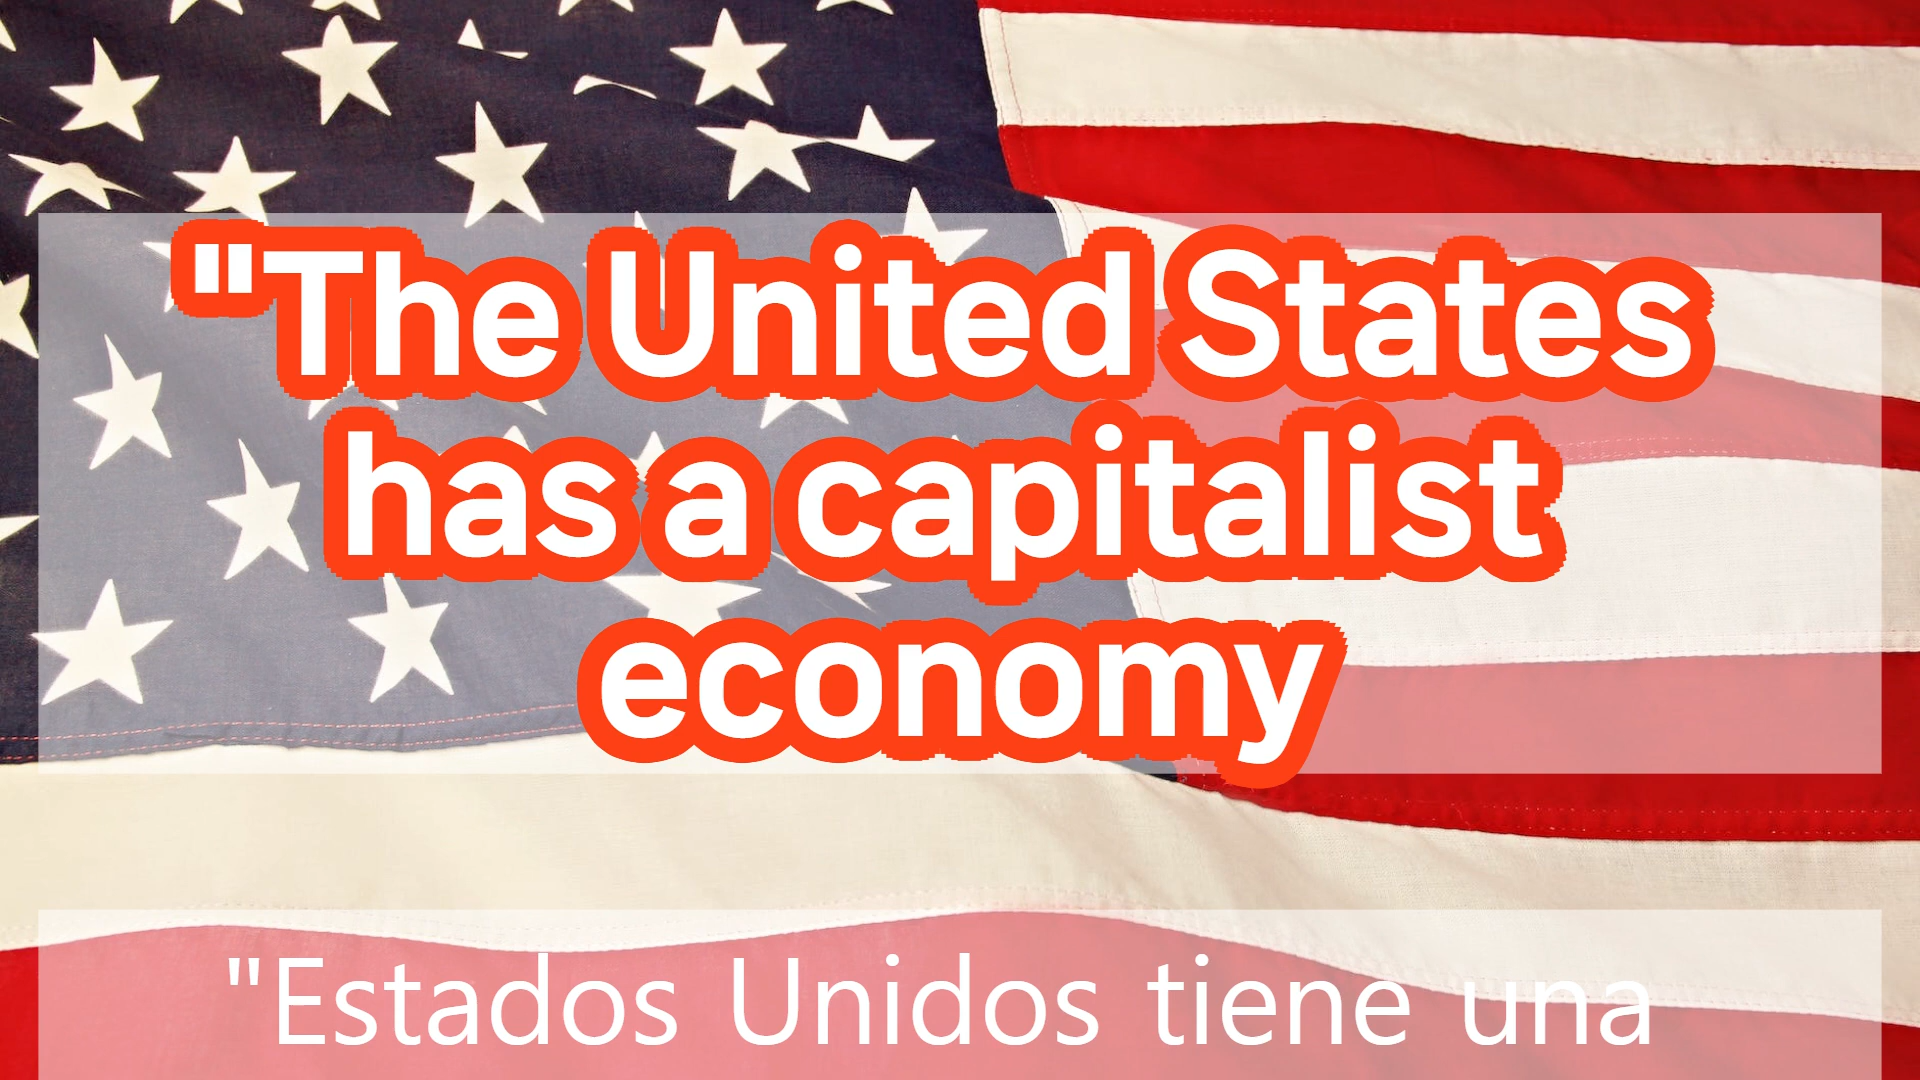 "The United States
has a capitalist
economy
"Estados Unidos tiene una